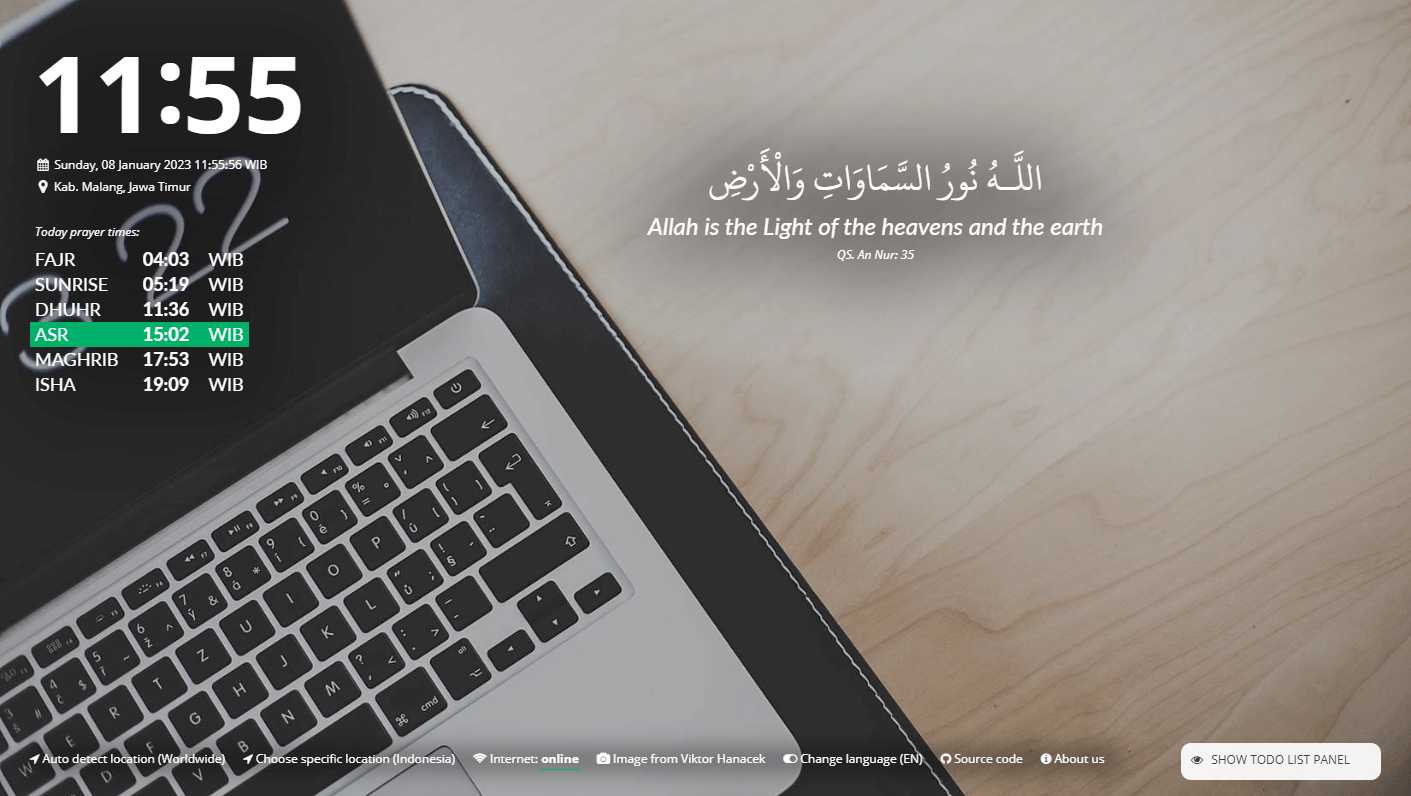 11:55
Sunday, 08 January 2023 11:55:56 WIB
Kab. Malang, Jawa Timur
Today prayer times:
FAJR 04:03 WIB
SUNRISE 05:19 WIB
DHUHR 11:36 WIB
ASR 15:02 WIB
MAGHRIB 17:53 WIB
ISHA 19:09 WIB
اللَّـهُ نُورُ السَّمَاوَاتِ وَالْأَرْضِ
Allah is the Light of the heavens and the earth
QS. An Nur: 35
Auto detect location (Worldwide) Choose specific location (Indonesia) Internet: online Image from Viktor Hanacek Change language (EN) Source code About us
SHOW TODO LIST PANEL